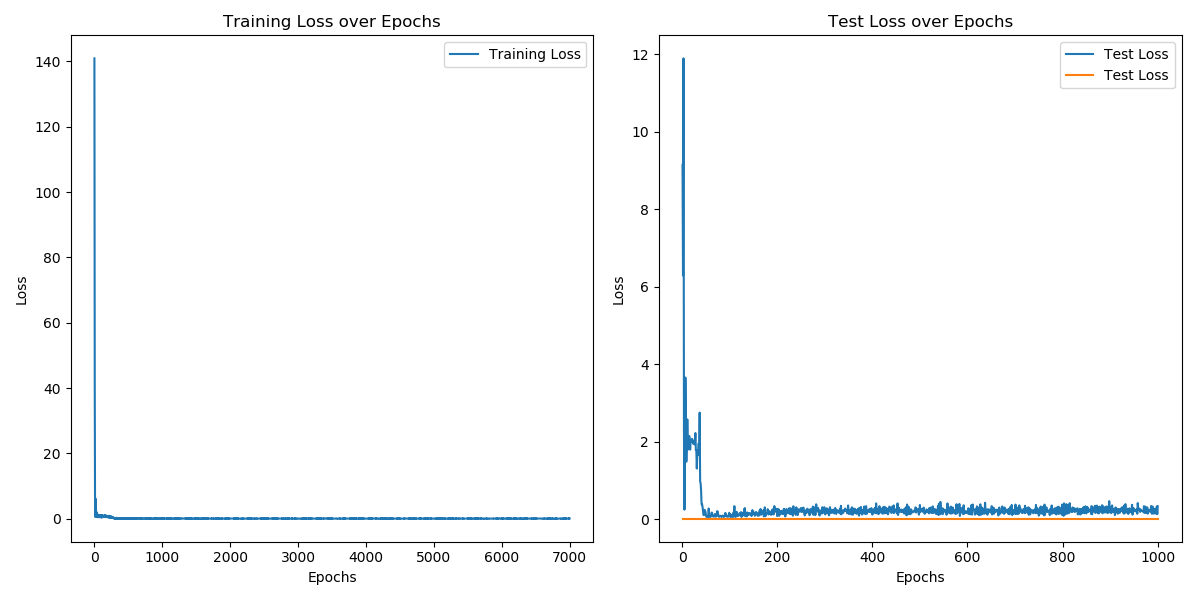 Training Loss over Epochs
Training Loss
140
120
100
80
60
40
20
0
Loss
0 1000 2000 3000 4000 5000 6000 7000
Epochs
Test Loss over Epochs
Test Loss
Test Loss
12
10
8
6
4
2
0
Loss
0 200 400 600 800 1000
Epochs